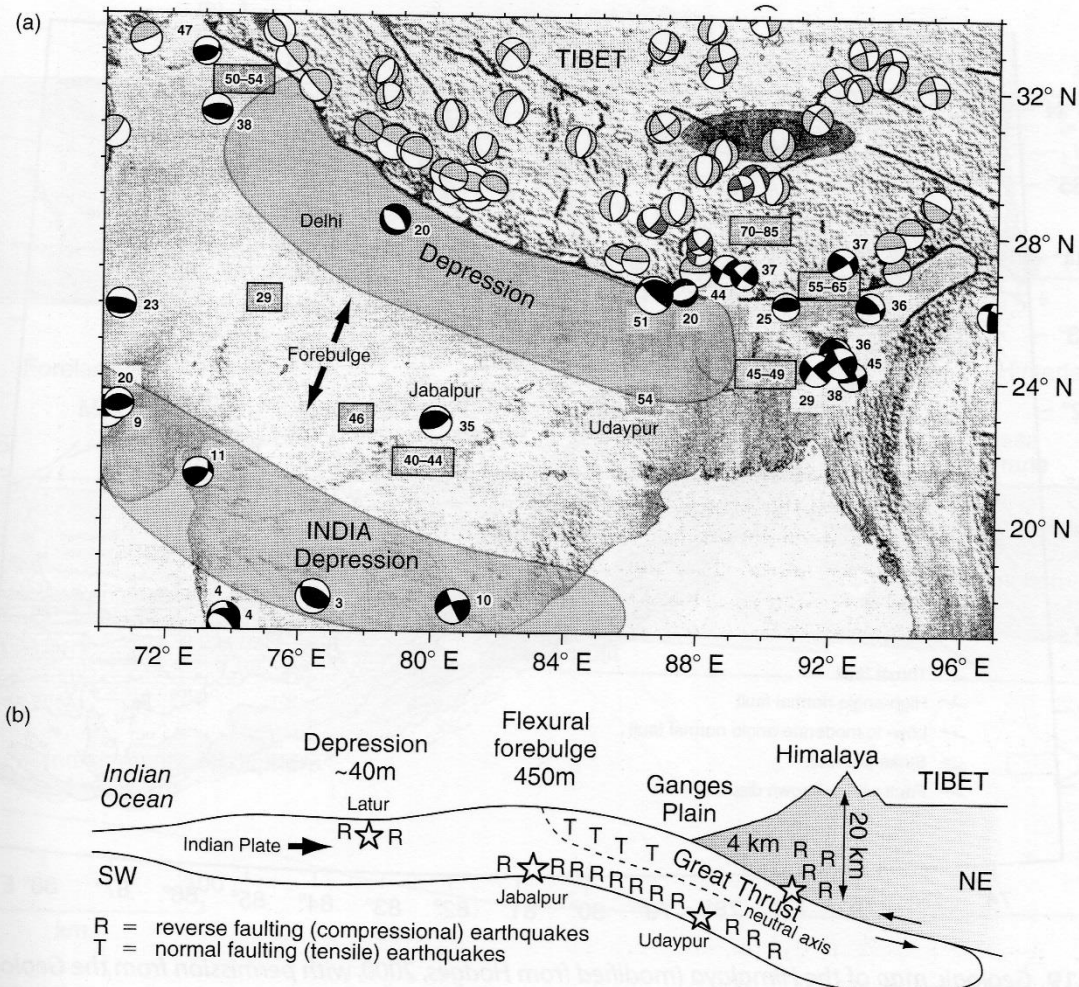 (a)
47
TIBET
50–54
32° N
38
Delhi
20
Depression
70–85
37
28° N
37
55–65
44
23
29
51
20
25
36
Forebulge
36
45
20
Jabalpur
45–49
24° N
54
29
38
9
46
35
Udaypur
11
40–44
INDIA
Depression
20° N
4
4
3
10
72° E
76° E
80° E
84° E
88° E
92° E
96° E
(b)
Flexural
forebulge
450m
Depression
~40m
Himalaya
TIBET
Indian
Ocean
Latur
Ganges
Plain
R R
T T T T
4 km
20 km
R R R R R
Indian Plate
Great Thrust
SW
NE
R R R R R R R R
Jabalpur
neutral axis
Udaypur
R R R R
R = reverse faulting (compressional) earthquakes
T = normal faulting (tensile) earthquakes